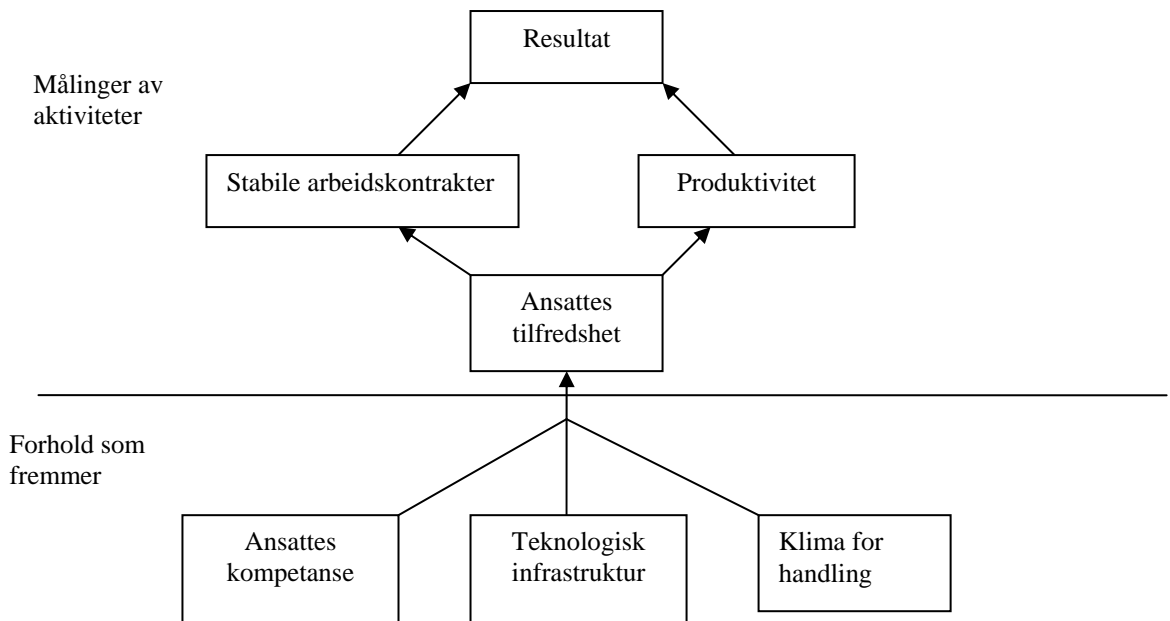 Resultat
Målinger av
aktiviteter
Stabile arbeidskontrakter
Produktivitet
Ansattes
tilfredshet
Forhold som
fremmer
Ansattes
kompetanse
Teknologisk
infrastruktur
Klima for
handling